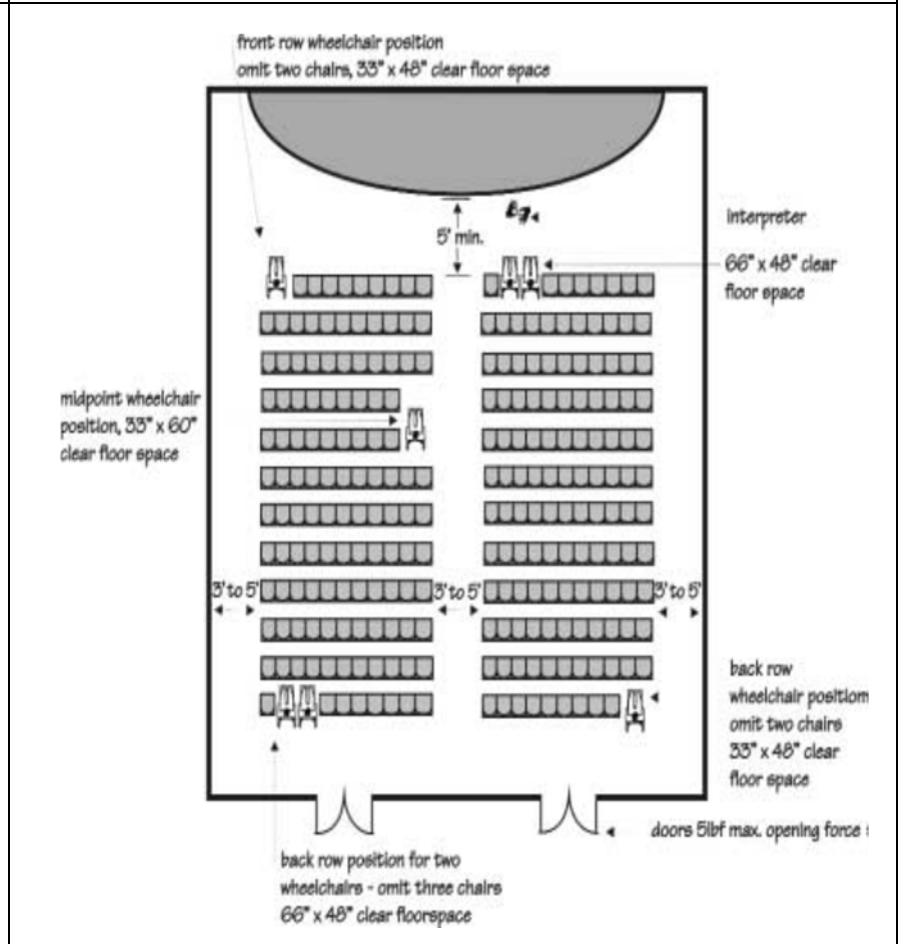 front row wheelchair position
omit two chairs, 33" x 48" clear floor space
interpreter
5' min.
66" x 48" clear
floor space
midpoint wheelchair
position, 33" x 60"
clear floor space
3' to 5'
3' to 5'
3' to 5'
back row
wheelchair position
omit two chairs
33" x 48" clear
floor space
doors 5lbf max. opening force
back row position for two
wheelchairs - omit three chairs
66" x 48" clear floorspace